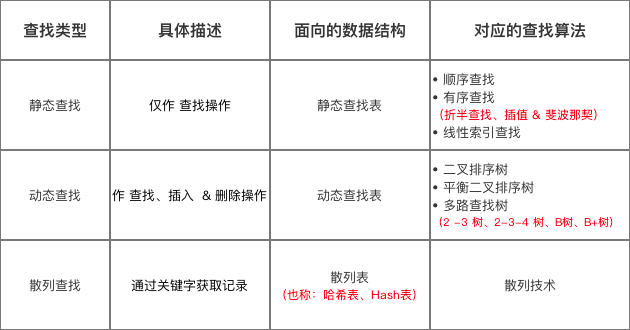 查找类型 具体描述 面向的数据结构 对应的查找算法
静态查找 仅作 查找操作 静态查找表
• 顺序查找
• 有序查找
（折半查找、插值 & 斐波那契）
• 线性索引查找
动态查找 作 查找、插入 & 删除操作 动态查找表
• 二叉排序树
• 平衡二叉排序树
• 多路查找树
（2 -3 树、2-3-4 树、B树、B+树）
散列查找 通过关键字获取记录
散列表
（也称：哈希表、Hash表）
散列技术